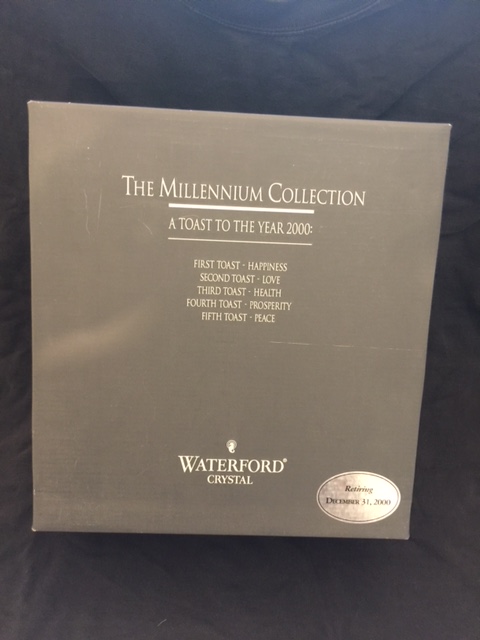 THE MILLENNIUM COLLECTION
A TOAST TO THE YEAR 2000:
FIRST TOAST - HAPPINESS
SECOND TOAST - LOVE
THIRD TOAST - HEALTH
FOURTH TOAST - PROSPERITY
FIFTH TOAST - PEACE
WATERFORD®
CRYSTAL
Retiring
DECEMBER 31, 2000